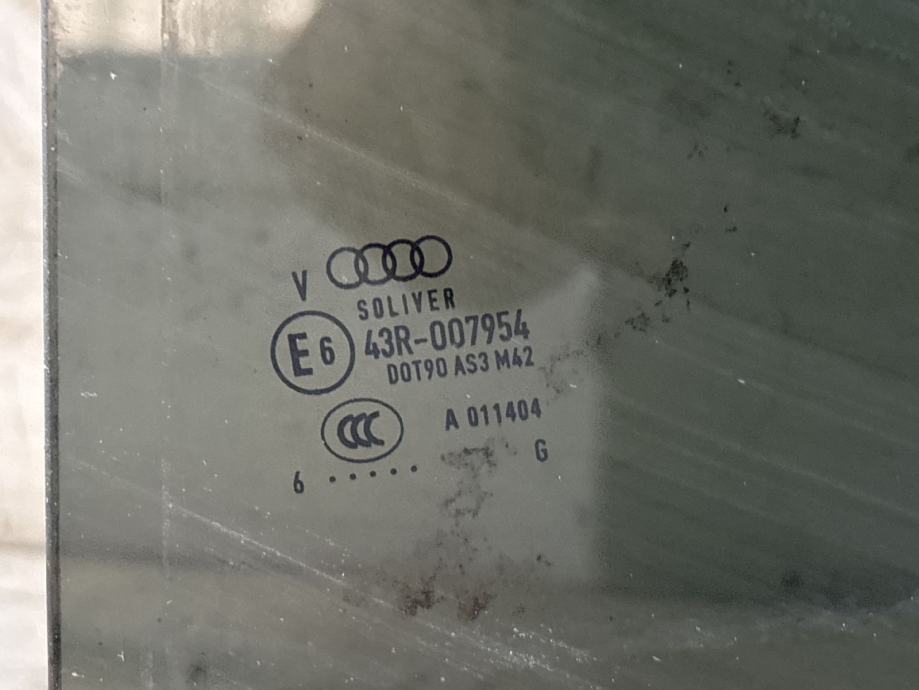 V
SOLIVER
E6 43R-007954
DOT90 AS3 M42
CCC A 011404
6 ..... G